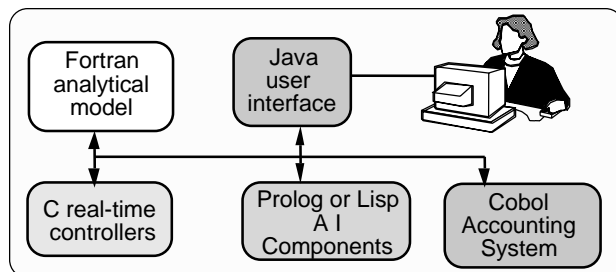 Fortran
analytical
model
Java
user
interface
C real-time
controllers
Prolog or Lisp
A I
Components
Cobol
Accounting
System